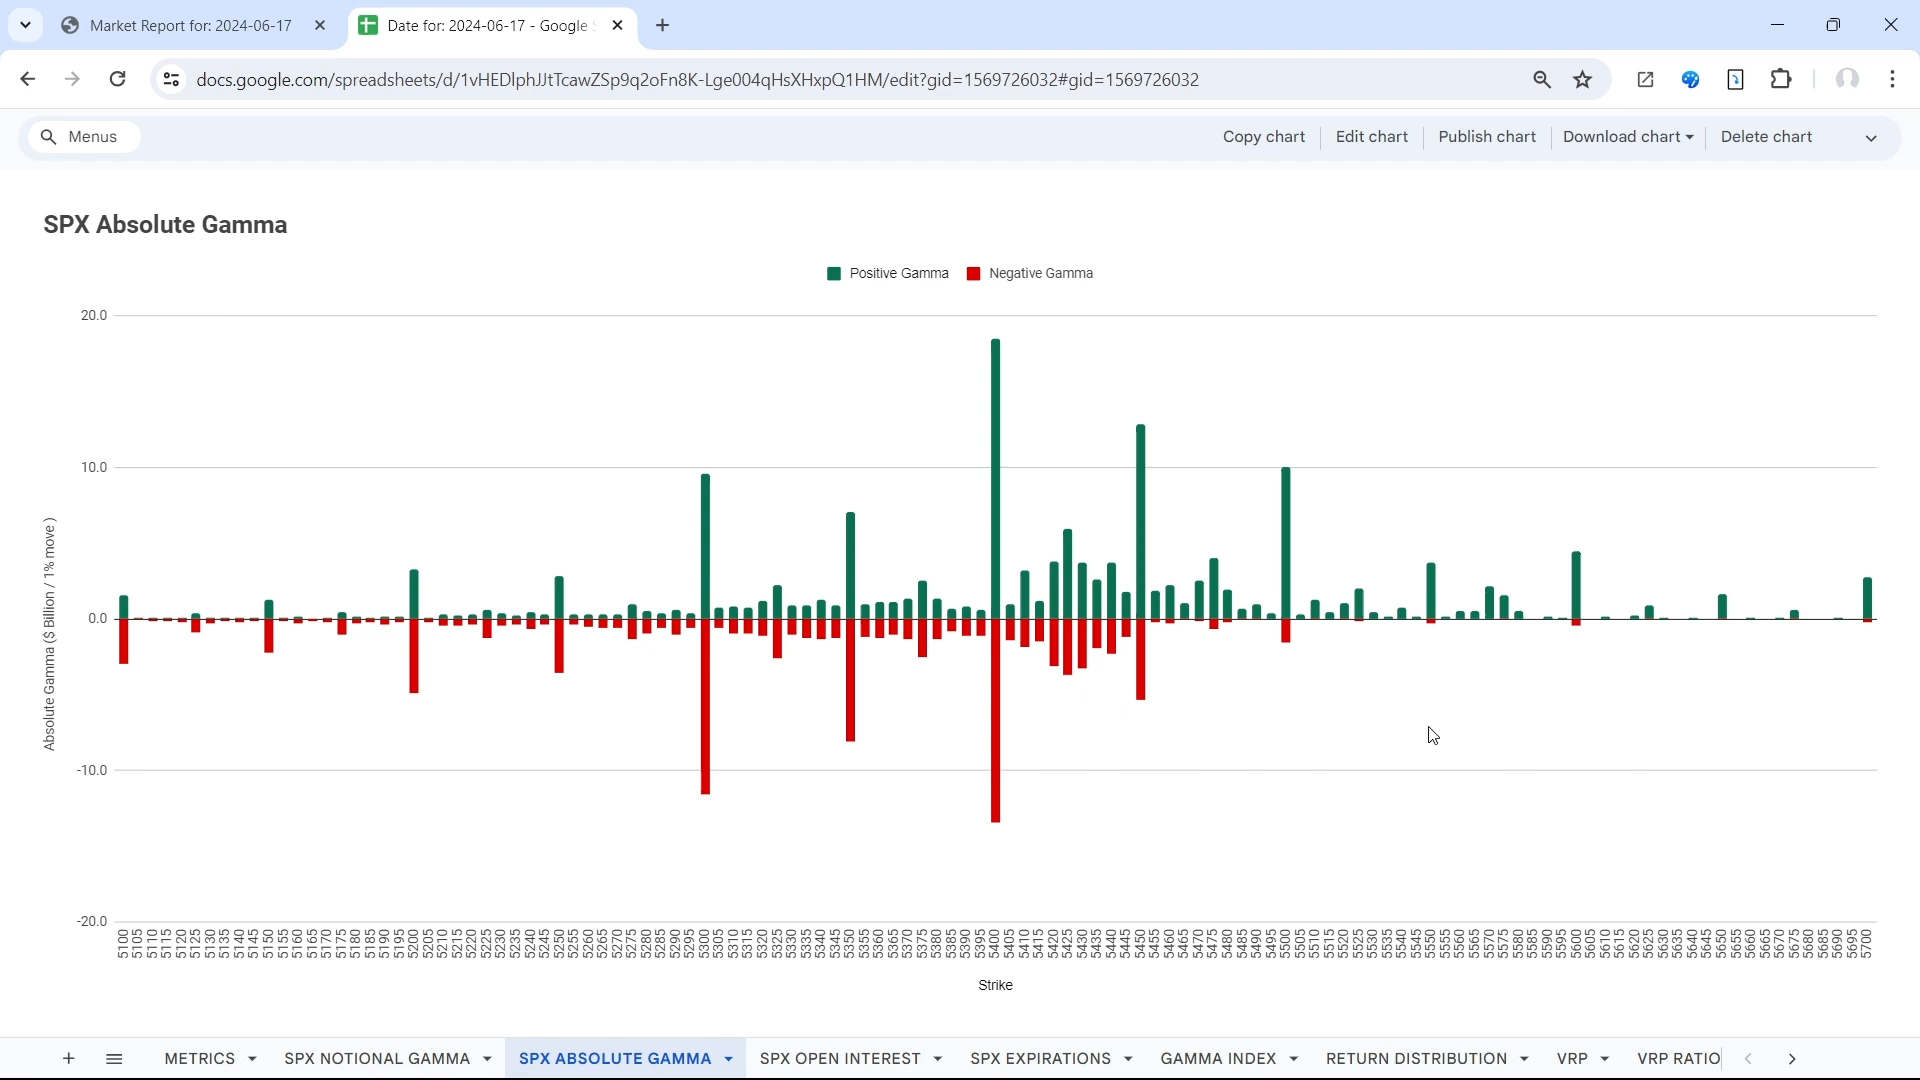 Market Report for: 2024-06-17
Date for: 2024-06-17 - Google
docs.google.com/spreadsheets/d/1vHEDlphJJtTcawZSp9q2oFn8K-Lge004qHsXHxpQ1HM/edit?gid=1569726032#gid=1569726032
Menus
Copy chart
Edit chart
Publish chart
Download chart
Delete chart
SPX Absolute Gamma
Positive Gamma
Negative Gamma
20.0
10.0
0.0
-10.0
-20.0
Absolute Gamma ($ Billion / 1% move )
5100 5105 5110 5115 5120 5125 5130 5135 5140 5145 5150 5155 5160 5165 5170 5175 5180 5185 5190 5195 5200 5205 5210 5215 5220 5225 5230 5235 5240 5245 5250 5255 5260 5265 5270 5275 5280 5285 5290 5295 5300 5305 5310 5315 5320 5325 5330 5335 5340 5345 5350 5355 5360 5365 5370 5375 5380 5385 5390 5395 5400 5405 5410 5415 5420 5425 5430 5435 5440 5445 5450 5455 5460 5465 5470 5475 5480 5485 5490 5495 5500 5505 5510 5515 5520 5525 5530 5535 5540 5545 5550 5555 5560 5565 5570 5575 5580 5585 5590 5595 5600 5605 5610 5615 5620 5625 5630 5635 5640 5645 5650 5655 5660 5665 5670 5675 5680 5685 5690 5695 5700
Strike
METRICS
SPX NOTIONAL GAMMA
SPX ABSOLUTE GAMMA
SPX OPEN INTEREST
SPX EXPIRATIONS
GAMMA INDEX
RETURN DISTRIBUTION
VRP
VRP RATIO